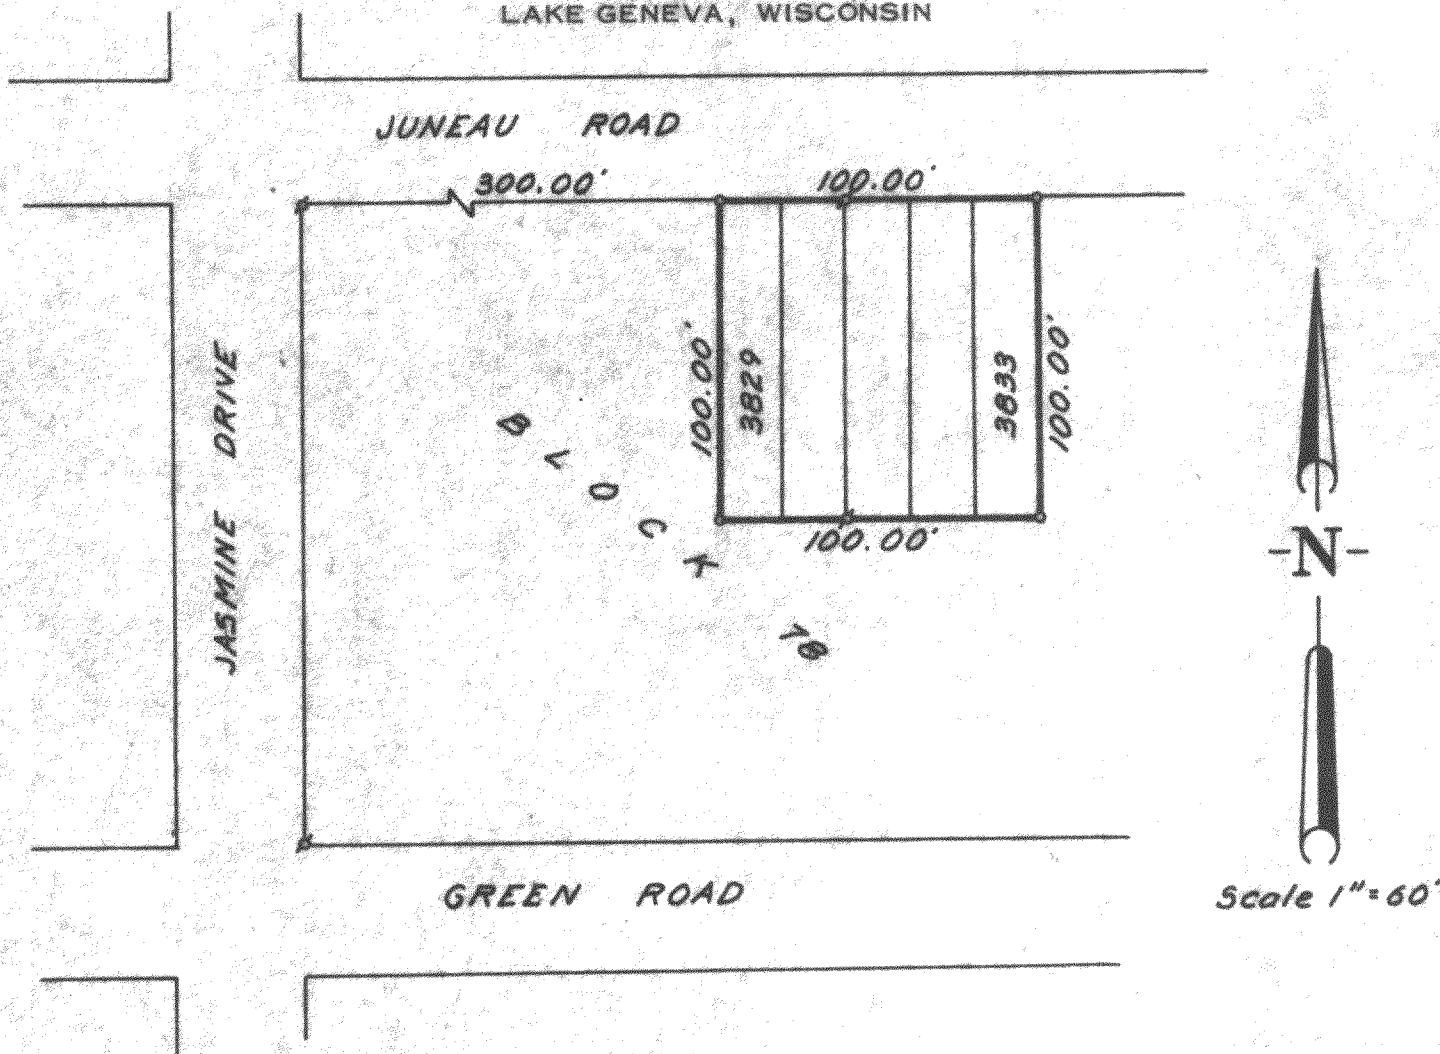 LAKE GENEVA, WISCONSIN
JUNEAU ROAD
300.00'
100.00'
100.00'
3829
3833
100.00'
100.00'
JASMINE DRIVE
BLOCK
N
GREEN ROAD
Scale 1"=60'